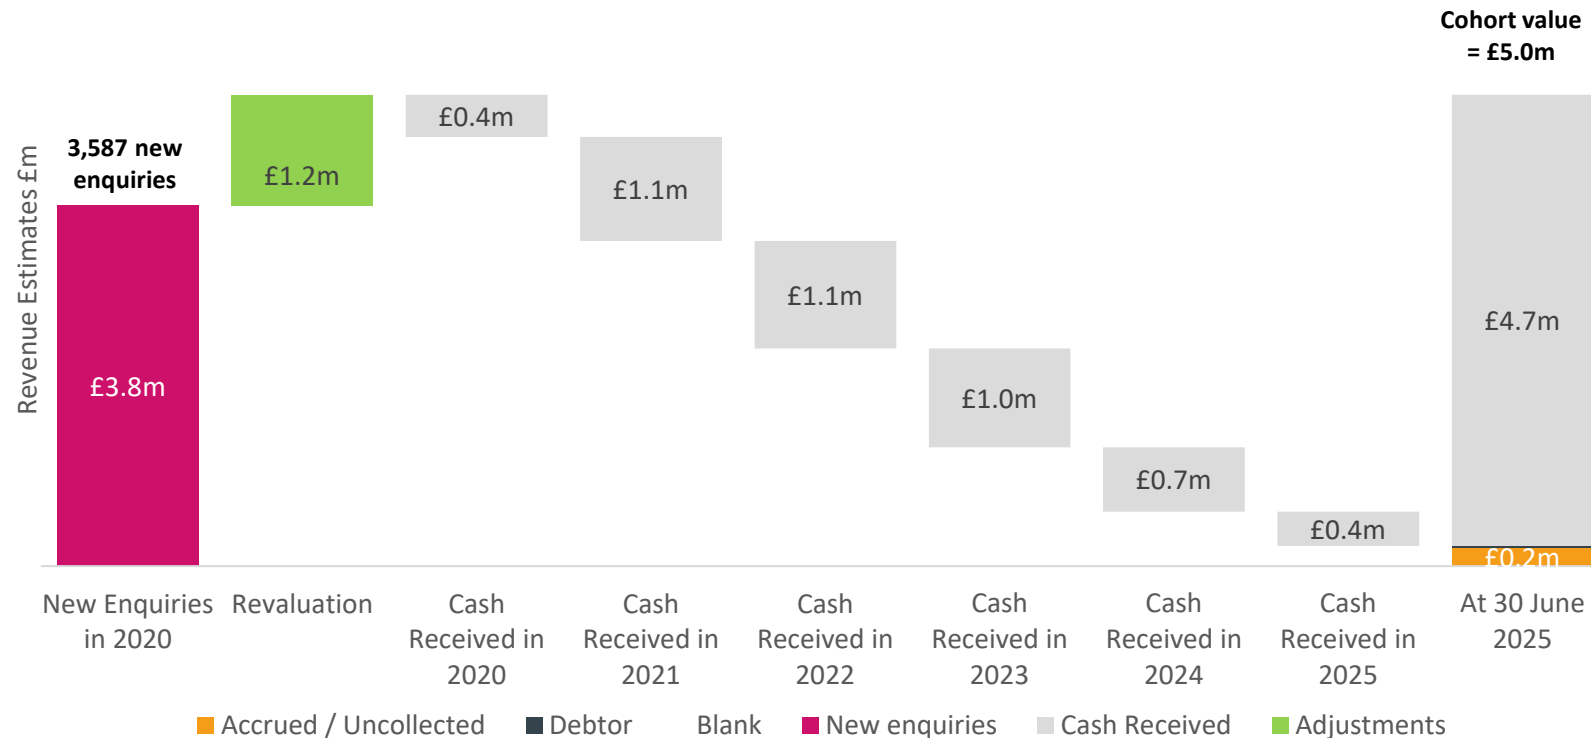 Cohort value
= £5.0m
3,587 new
enquiries
Revenue Estimates £m
£3.8m
£1.2m
£0.4m
£1.1m
£1.1m
£1.0m
£0.7m
£0.4m
£4.7m
£0.2m
New Enquiries
in 2020
Revaluation
Cash
Received in
2020
Cash
Received in
2021
Cash
Received in
2022
Cash
Received in
2023
Cash
Received in
2024
Cash
Received in
2025
At 30 June
2025
Accrued / Uncollected
Debtor
Blank
New enquiries
Cash Received
Adjustments